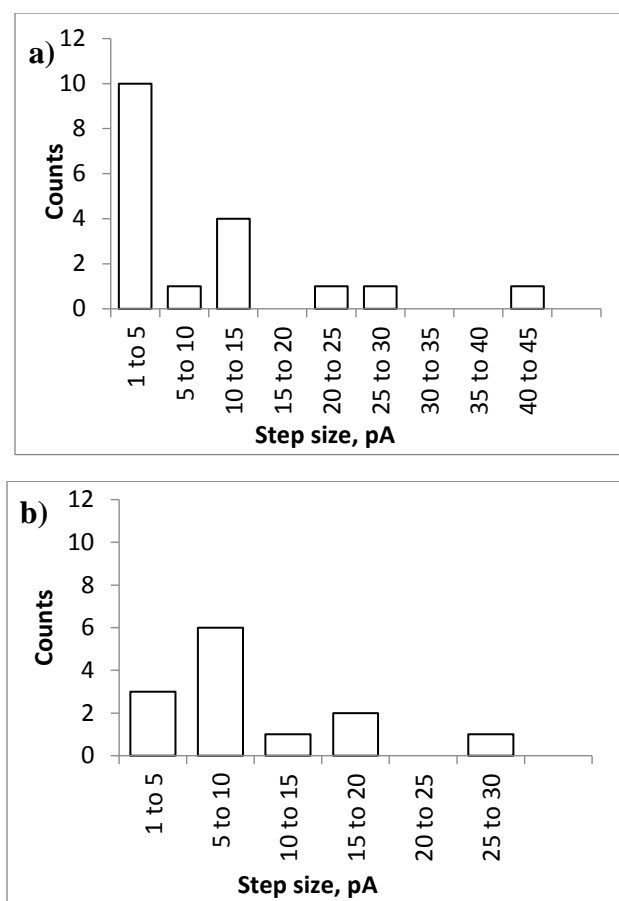 a)
12
10
8
6
4
2
0
Counts
1 to 5
5 to 10
10 to 15
15 to 20
20 to 25
25 to 30
30 to 35
35 to 40
40 to 45
Step size, pA
b)
12
10
8
6
4
2
0
Counts
1 to 5
5 to 10
10 to 15
15 to 20
20 to 25
25 to 30
Step size, pA